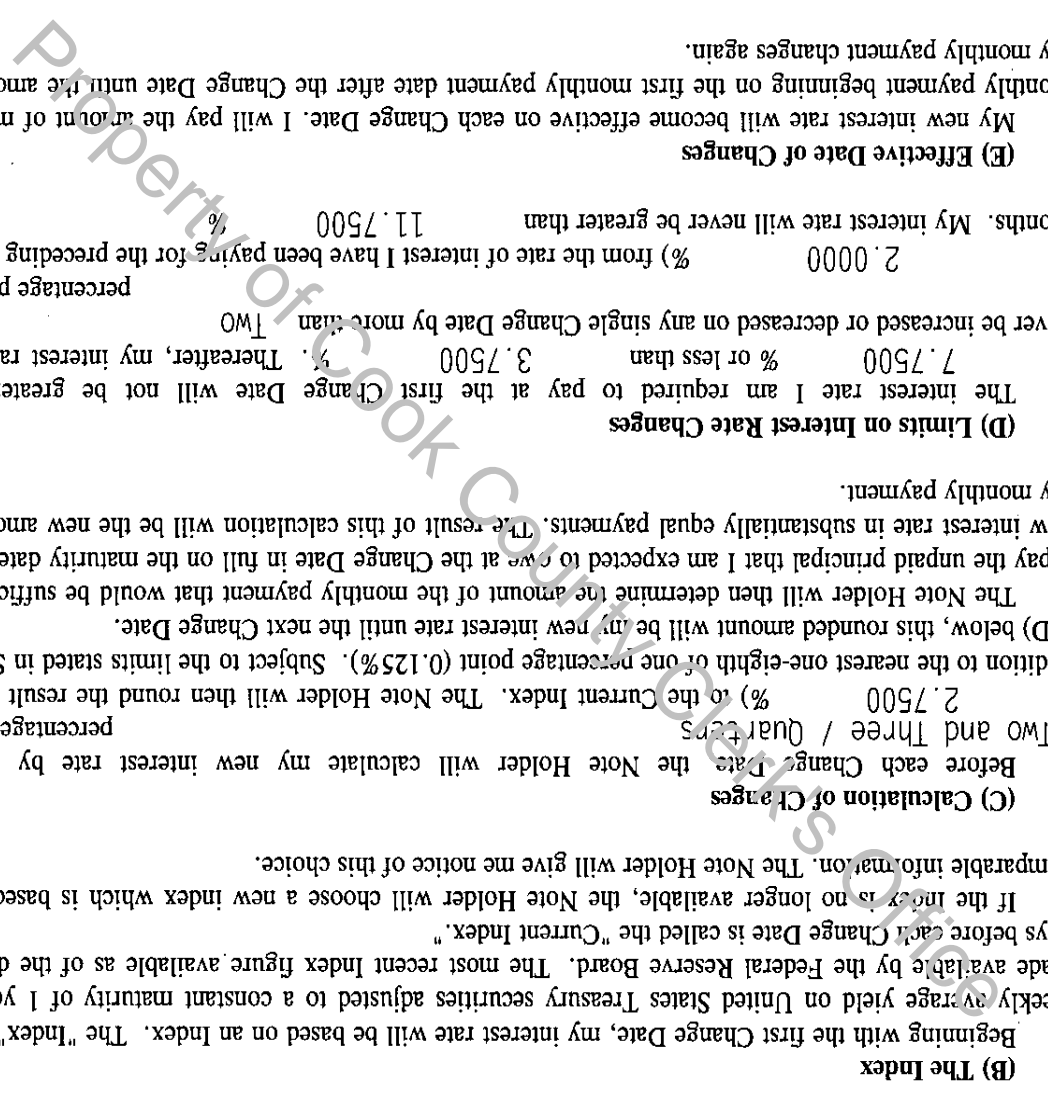 (B) The Index
Beginning with the first Change Date, my interest rate will be based on an Index. The "Index"
eekly average yield on United States Treasury securities adjusted to a constant maturity of 1 y
ade available by the Federal Reserve Board. The most recent Index figure available as of the d
ys before each Change Date is called the "Current Index."
If the Index is no longer available, the Note Holder will choose a new index which is based
mparable information. The Note Holder will give me notice of this choice.
(C) Calculation of Changes
Before each Change Date the Note Holder will calculate my new interest rate by
Two and Three / Quarters percentage
2.7500 %) to the Current Index. The Note Holder will then round the result
dition to the nearest one-eighth of one percentage point (0.125%). Subject to the limits stated in S
D) below, this rounded amount will be my new interest rate until the next Change Date.
The Note Holder will then determine the amount of the monthly payment that would be suffic
pay the unpaid principal that I am expected to owe at the Change Date in full on the maturity date
w interest rate in substantially equal payments. The result of this calculation will be the new amo
y monthly payment.
(D) Limits on Interest Rate Changes
The interest rate I am required to pay at the first Change Date will not be greate
7.7500 % or less than 3.7500 %. Thereafter, my interest ra
ver be increased or decreased on any single Change Date by more than Two
percentage p
2.0000 %) from the rate of interest I have been paying for the preceding
onths. My interest rate will never be greater than 11.7500 %
(E) Effective Date of Changes
My new interest rate will become effective on each Change Date. I will pay the amount of m
onthly payment beginning on the first monthly payment date after the Change Date until the amo
y monthly payment changes again.
Property of Cook County Clerk's Office